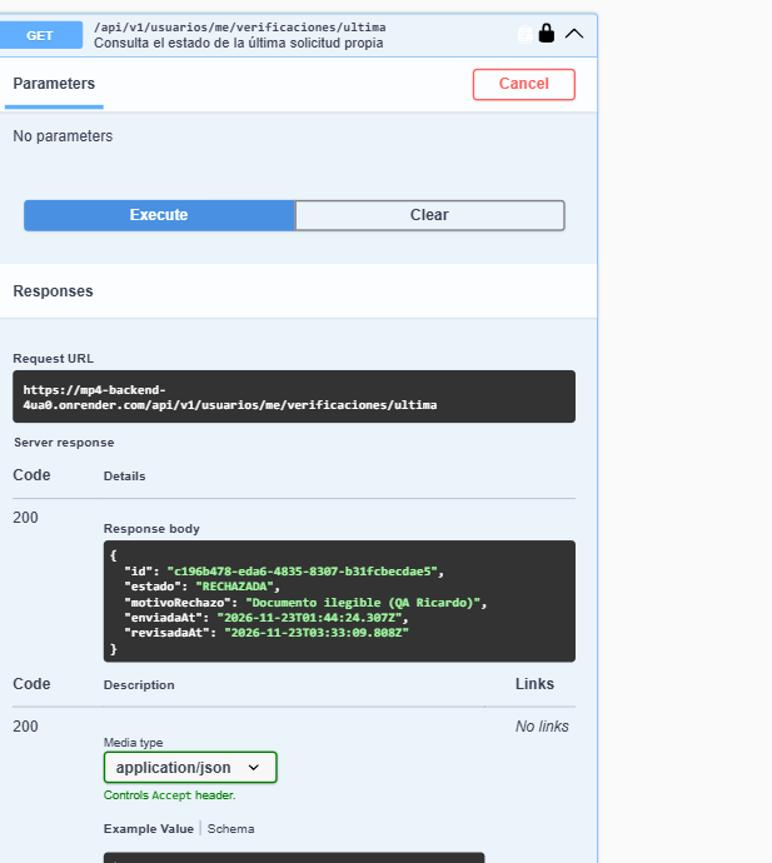 GET /api/v1/usuarios/me/verificaciones/ultima
Consulta el estado de la última solicitud propia
Parameters
Cancel
No parameters
Execute
Clear
Responses
Request URL
https://mp4-backend-
4ua0.onrender.com/api/v1/usuarios/me/verificaciones/ultima
Server response
Code Details
200
Response body
{
"id": "c196b478-eda6-4835-8307-b31fcbecdae5",
"estado": "RECHAZADA",
"motivoRechazo": "Documento ilegible (QA Ricardo)",
"enviadaAt": "2026-11-23T01:44:24.307Z",
"revisadaAt": "2026-11-23T03:33:09.808Z"
}
Code Description Links
200 No links
Media type
application/json
Controls Accept header.
Example Value Schema